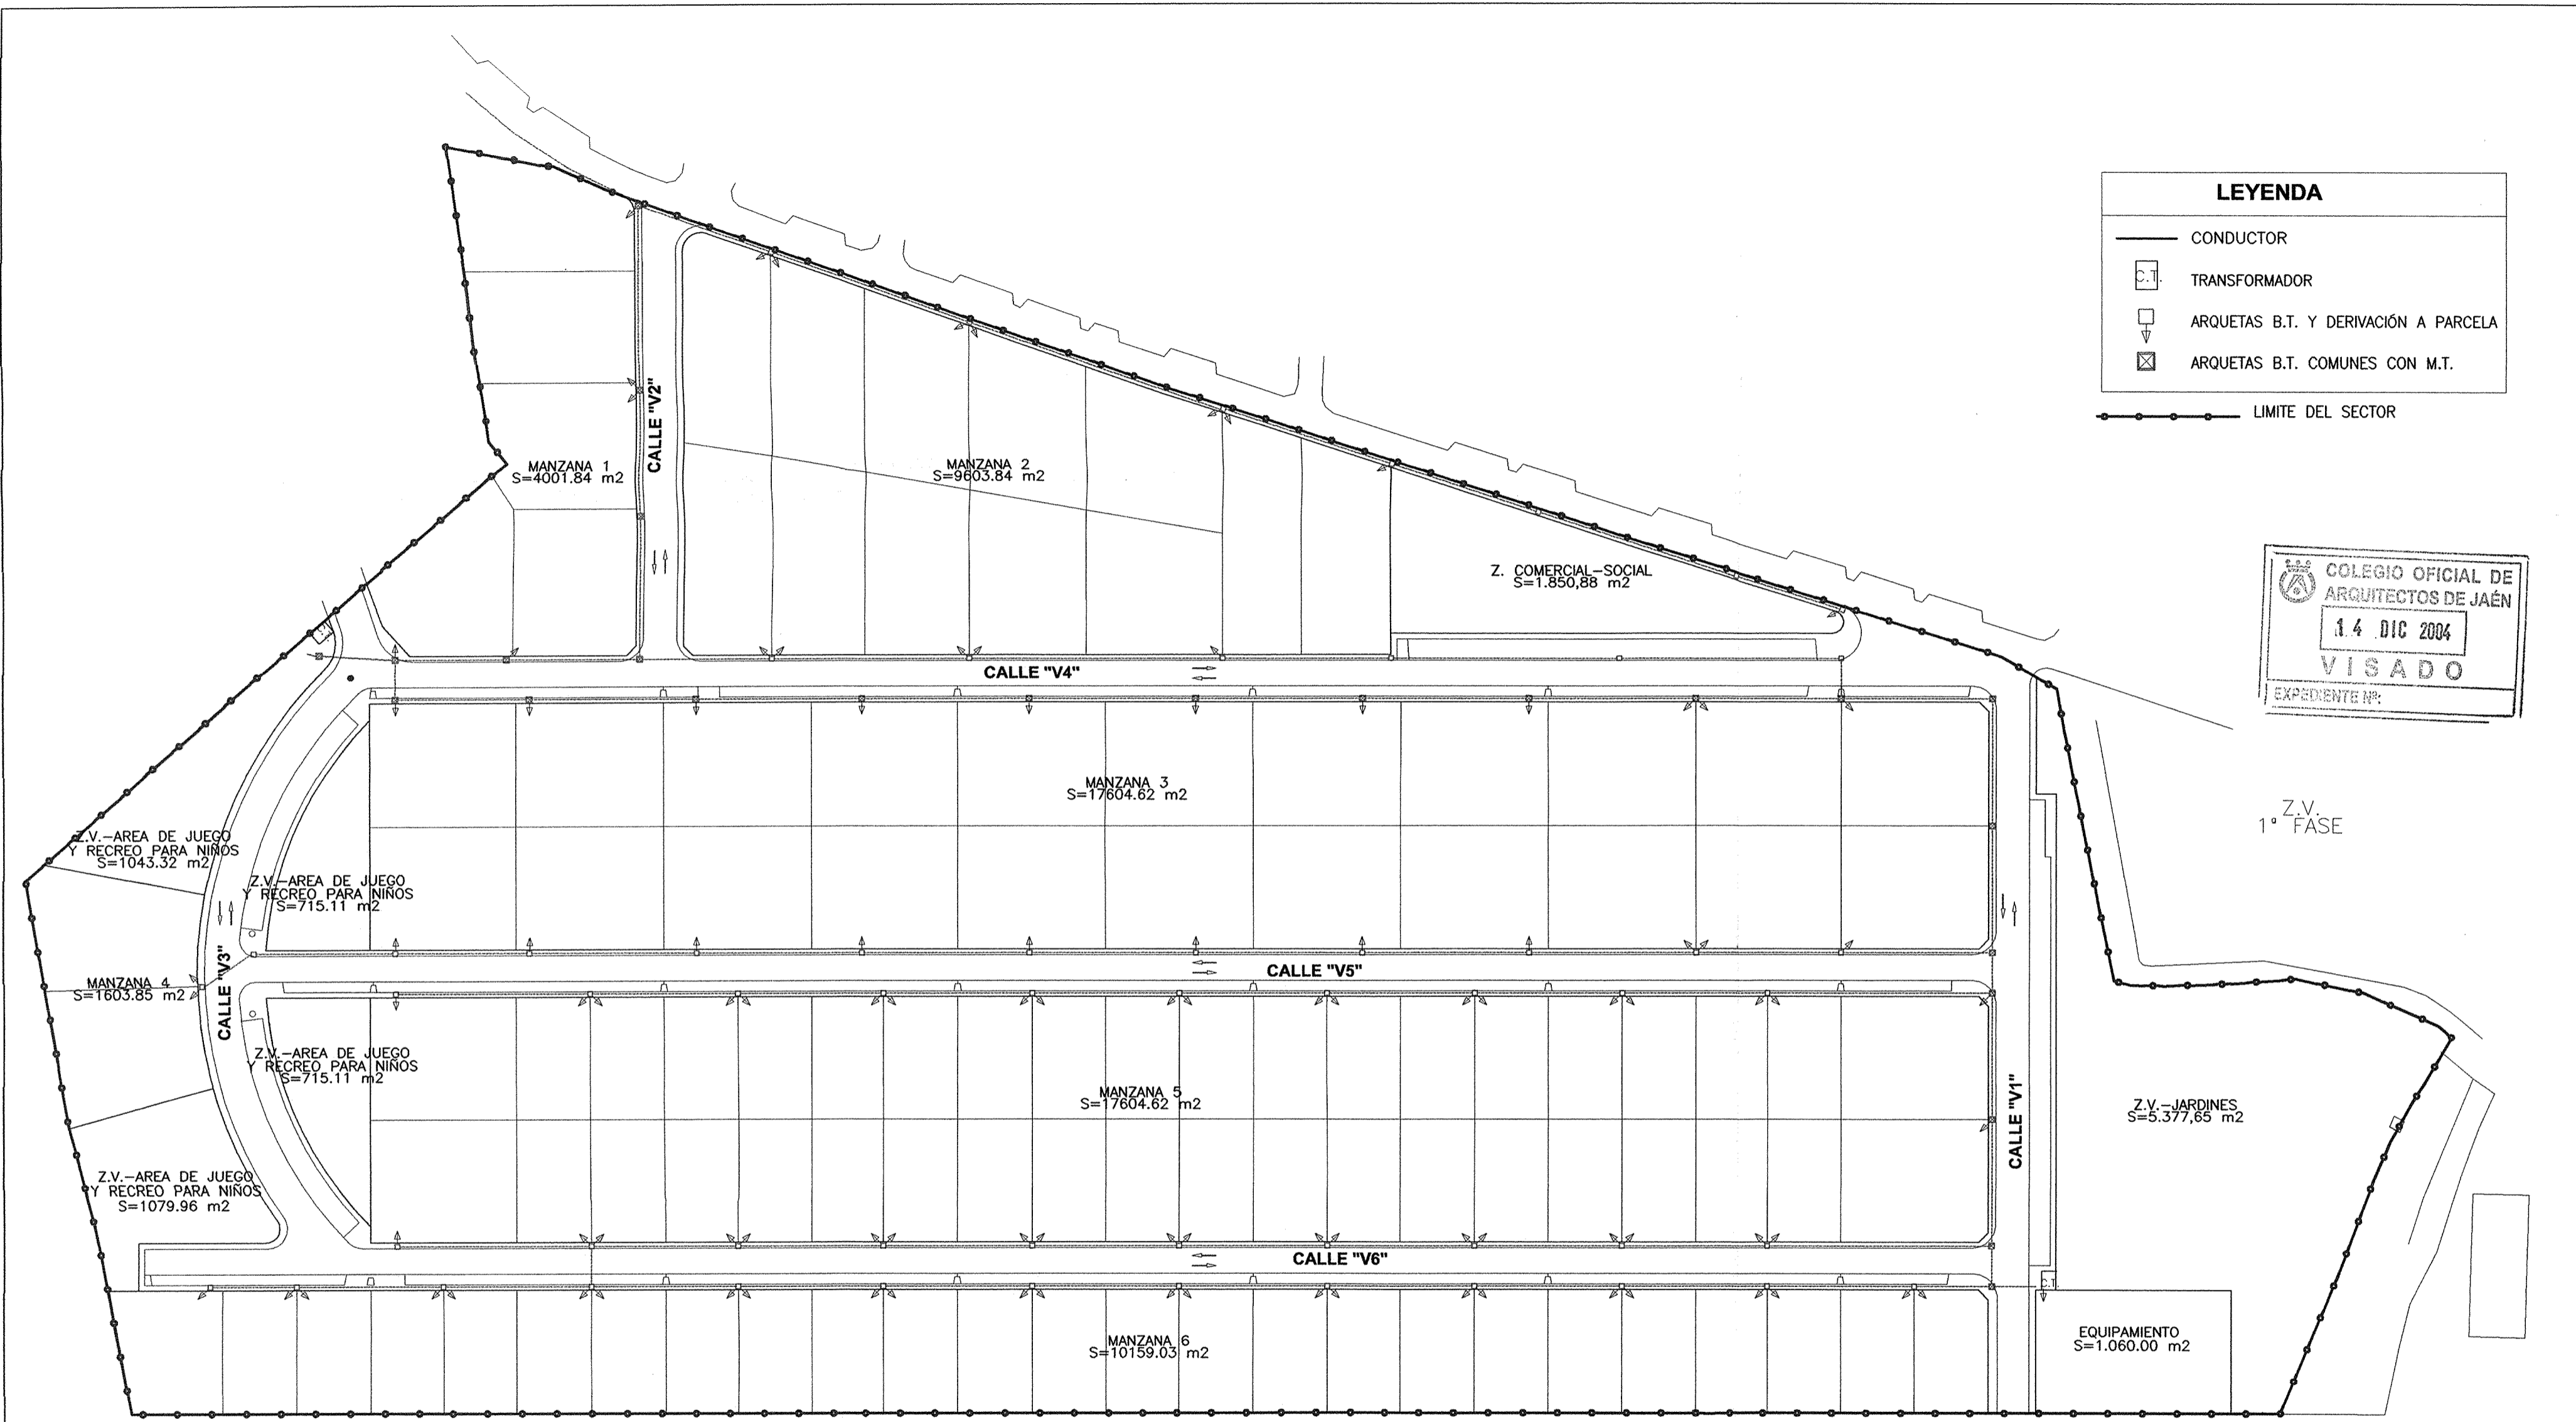 LEYENDA
CONDUCTOR
C.T.
TRANSFORMADOR
ARQUETAS B.T. Y DERIVACIÓN A PARCELA
ARQUETAS B.T. COMUNES CON M.T.
LIMITE DEL SECTOR
MANZANA 1
S=4001.84 m2
CALLE "V2"
MANZANA 2
S=9603.84 m2
Z. COMERCIAL-SOCIAL
S=1.850,88 m2
COLEGIO OFICIAL DE
ARQUITECTOS DE JAÉN
14 DIC 2004
VISADO
EXPEDIENTE Nº:
C.T.
CALLE "V4"
MANZANA 3
S=17604.62 m2
Z.V.
1ª FASE
Z.V.-AREA DE JUEGO
Y RECREO PARA NIÑOS
S=1043.32 m2
Z.V.-AREA DE JUEGO
Y RECREO PARA NIÑOS
S=715.11 m2
CALLE "V3"
CALLE "V5"
MANZANA 4
S=1603.85 m2
Z.V.-AREA DE JUEGO
Y RECREO PARA NIÑOS
S=715.11 m2
MANZANA 5
S=17604.62 m2
CALLE "V1"
Z.V.-JARDINES
S=5.377,65 m2
Z.V.-AREA DE JUEGO
Y RECREO PARA NIÑOS
S=1079.96 m2
CALLE "V6"
C.T.
MANZANA 6
S=10159.03 m2
EQUIPAMIENTO
S=1.060.00 m2